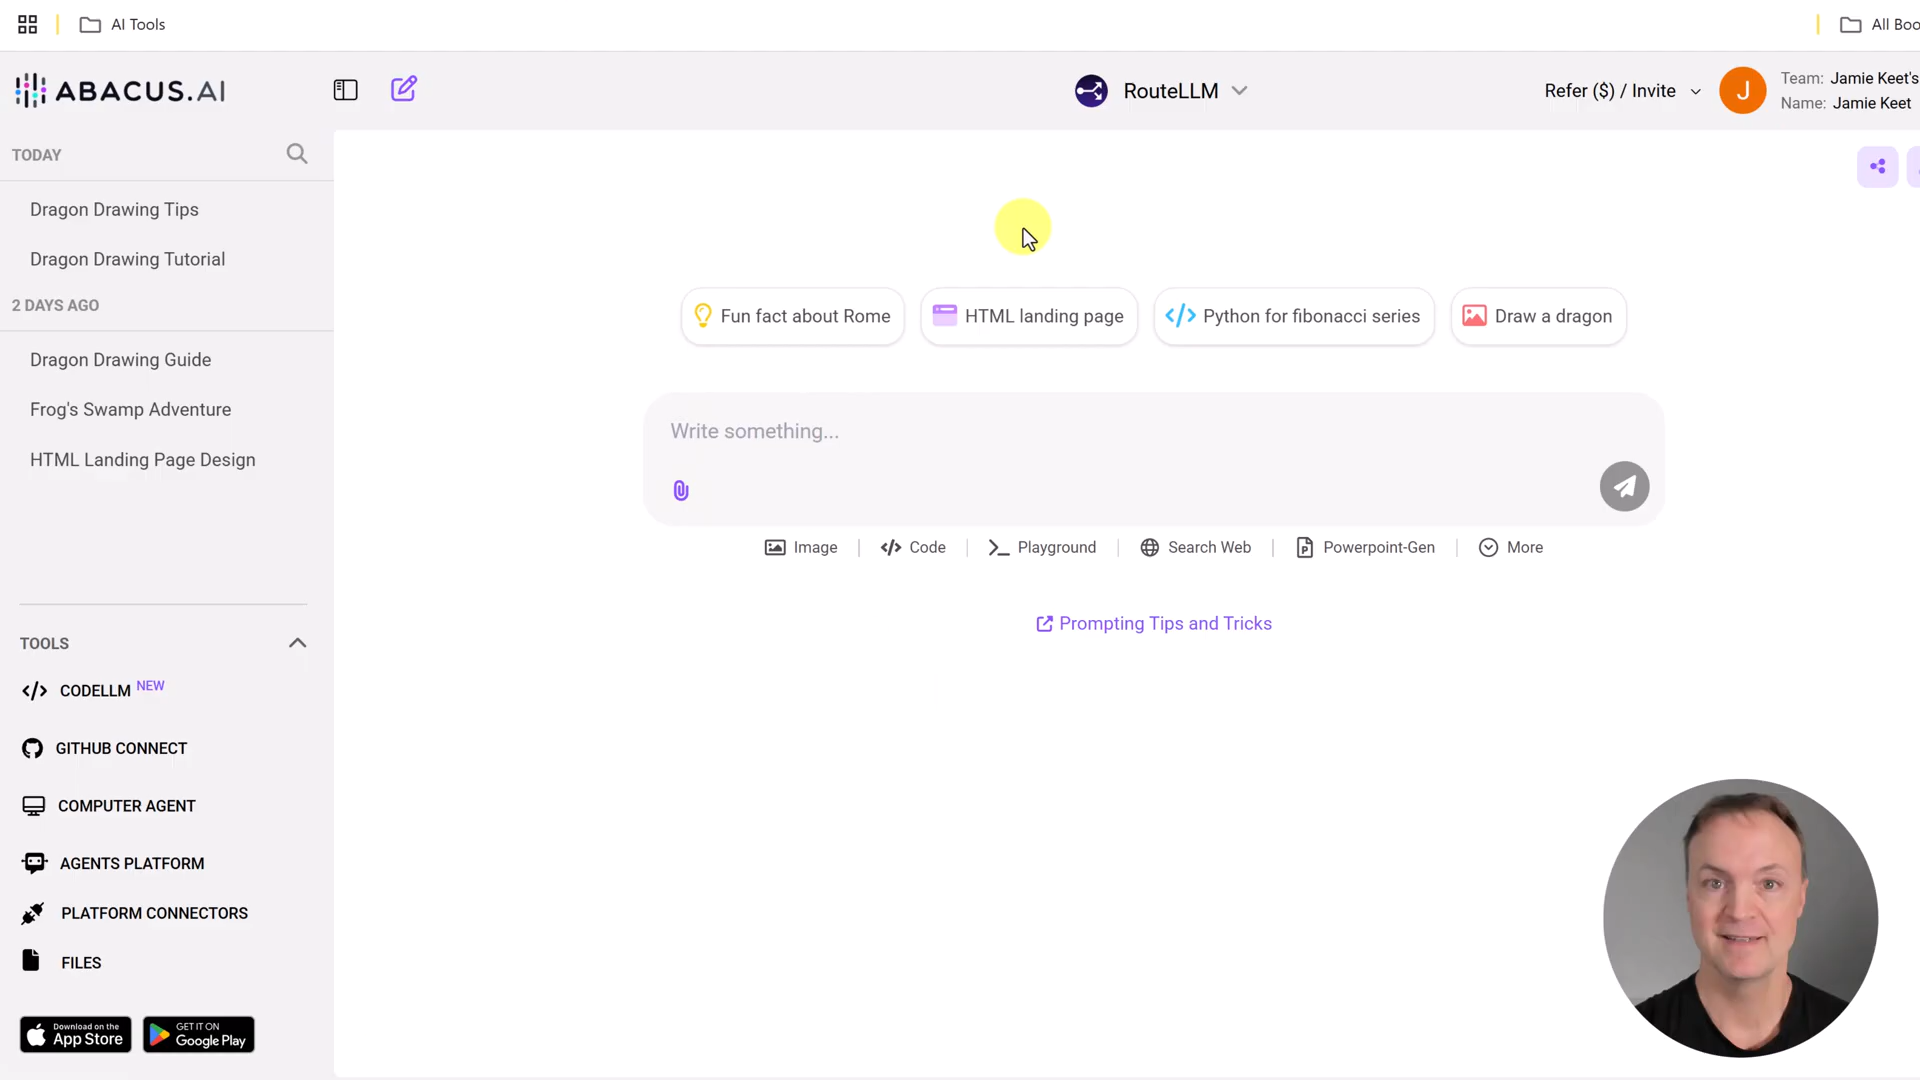 AI Tools
All Boo
ABACUS.AI
RouteLLM
Refer ($) / Invite
J
Team: Jamie Keet's
Name: Jamie Keet
TODAY
Dragon Drawing Tips
Dragon Drawing Tutorial
2 DAYS AGO
Dragon Drawing Guide
Frog's Swamp Adventure
HTML Landing Page Design
Fun fact about Rome
HTML landing page
Python for fibonacci series
Draw a dragon
Write something...
Image
Code
Playground
Search Web
Powerpoint-Gen
More
Prompting Tips and Tricks
TOOLS
CODELLM NEW
GITHUB CONNECT
COMPUTER AGENT
AGENTS PLATFORM
PLATFORM CONNECTORS
FILES
Download on the
App Store
GET IT ON
Google Play